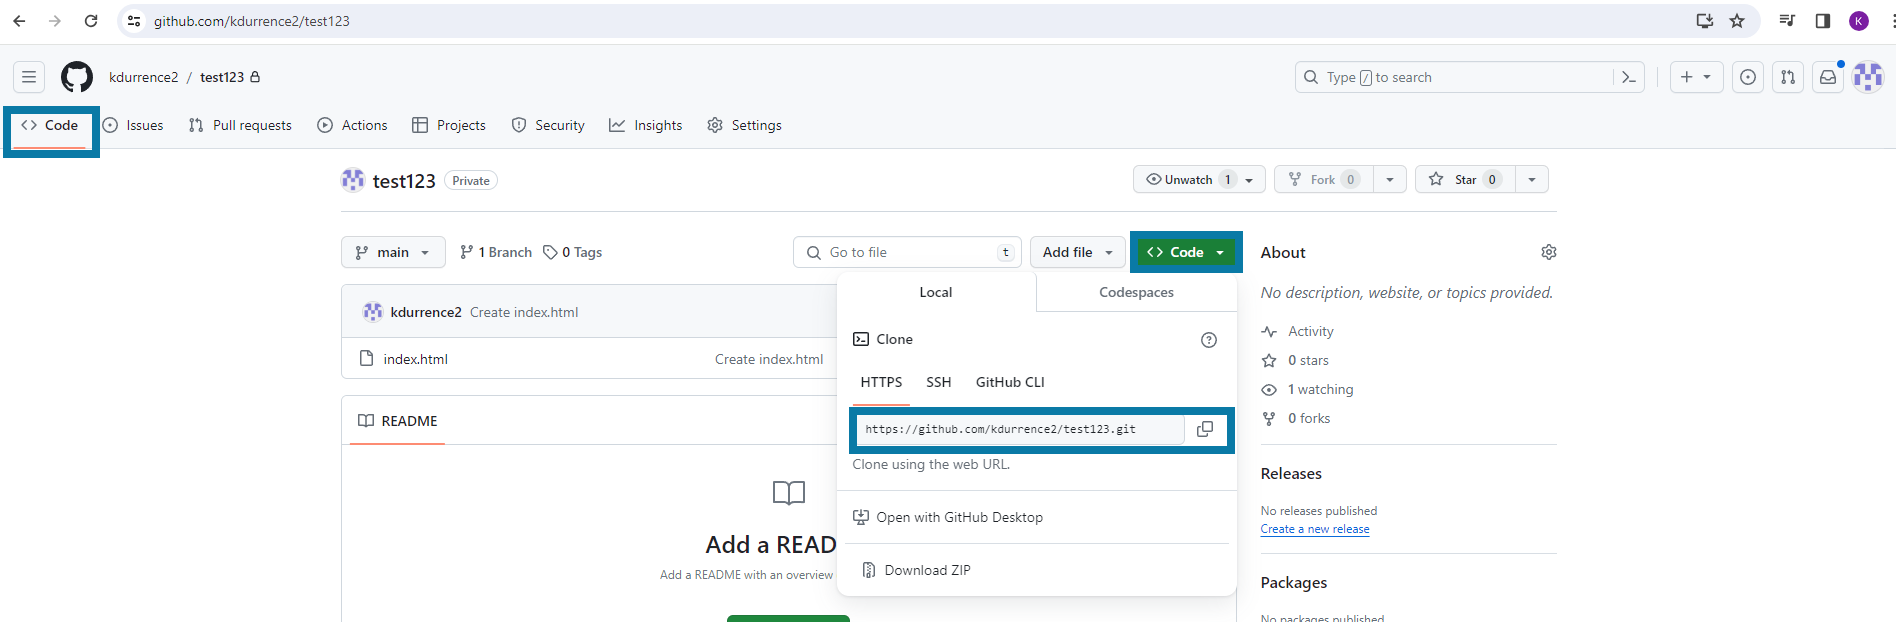 github.com/kdurrence2/test123
K
kdurrence2 / test123
Type / to search
Code Issues Pull requests Actions Projects Security Insights Settings
test123 Private
Unwatch 1 Fork 0 Star 0
main 1 Branch 0 Tags Go to file t Add file Code
About
No description, website, or topics provided.
Activity
0 stars
1 watching
0 forks
Releases
No releases published
Create a new release
Packages
No packages published
kdurrence2 Create index.html
index.html Create index.html
README
Add a READ
Add a README with an overview
Local Codespaces
Clone
HTTPS SSH GitHub CLI
https://github.com/kdurrence2/test123.git
Clone using the web URL.
Open with GitHub Desktop
Download ZIP